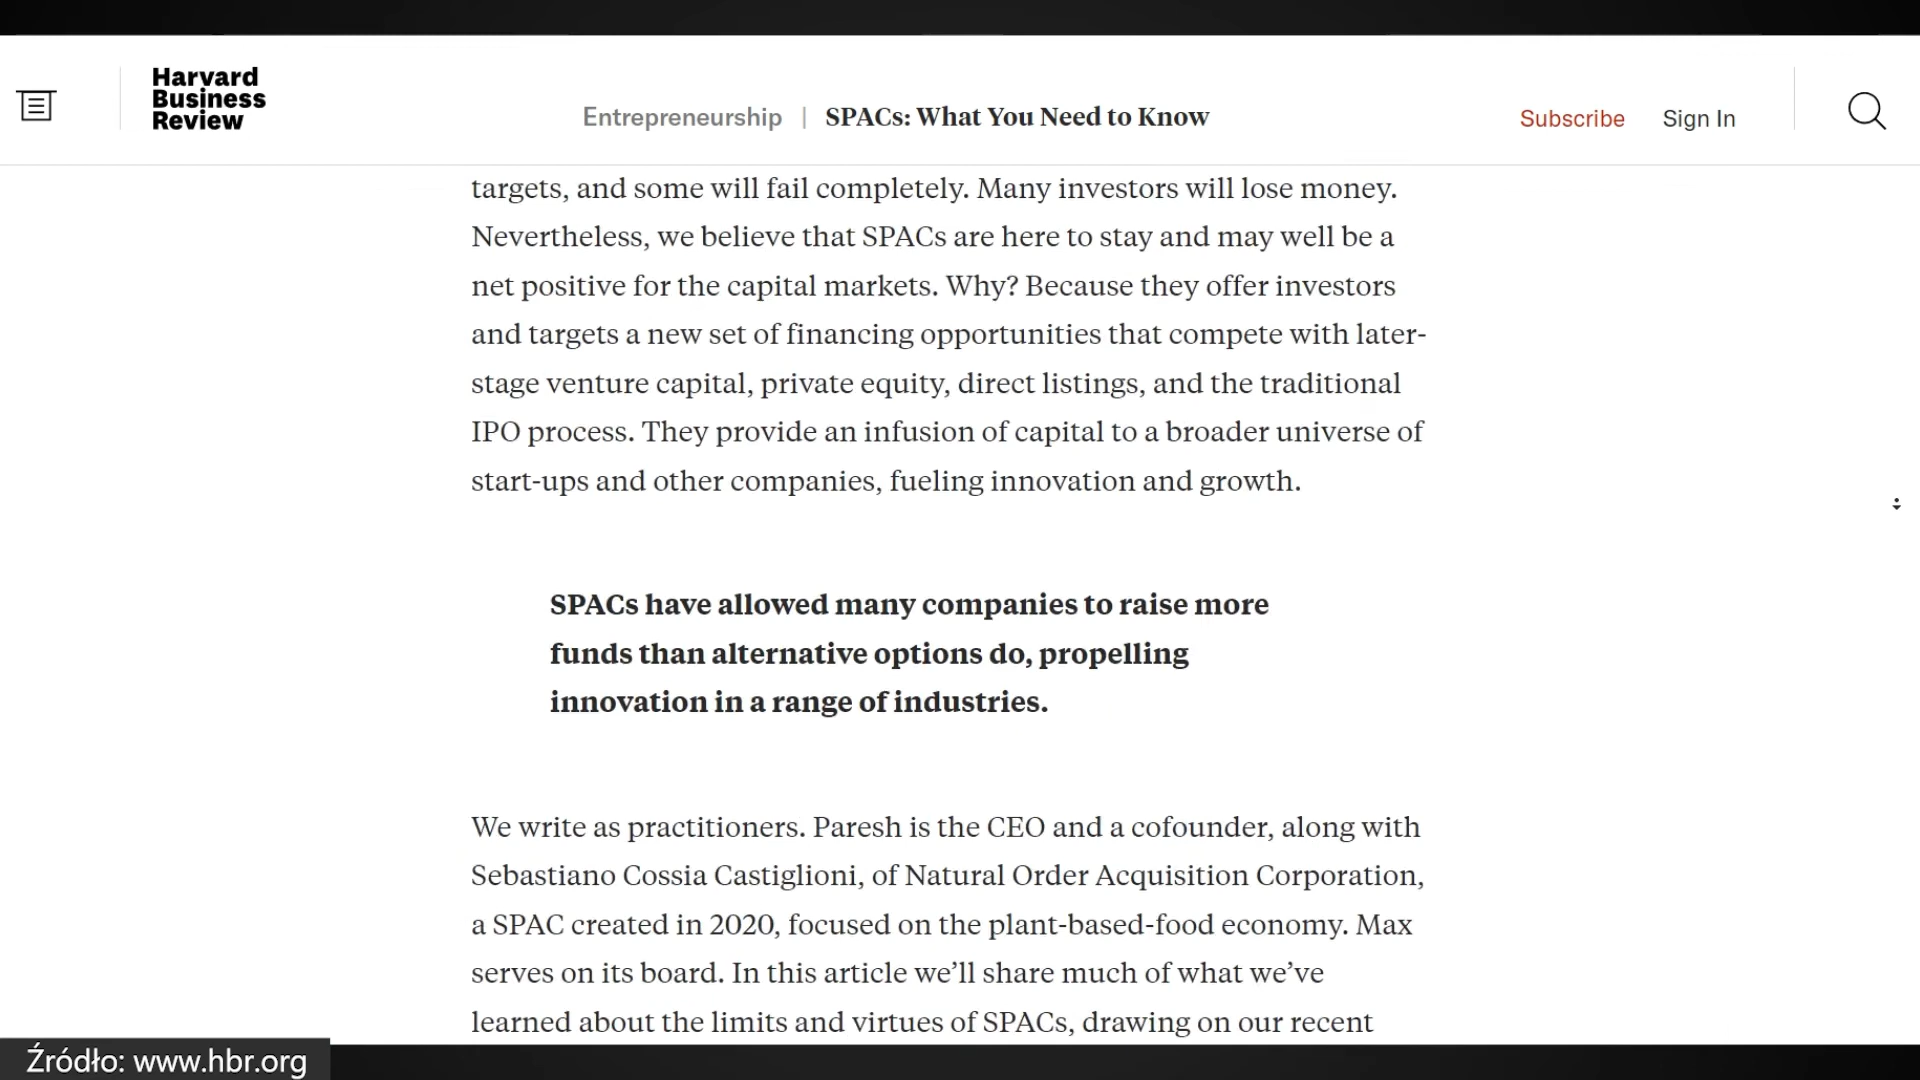 Harvard
Business
Review
Entrepreneurship | SPACs: What You Need to Know
Subscribe
Sign In
targets, and some will fail completely. Many investors will lose money.
Nevertheless, we believe that SPACs are here to stay and may well be a
net positive for the capital markets. Why? Because they offer investors
and targets a new set of financing opportunities that compete with later-
stage venture capital, private equity, direct listings, and the traditional
IPO process. They provide an infusion of capital to a broader universe of
start-ups and other companies, fueling innovation and growth.
SPACs have allowed many companies to raise more
funds than alternative options do, propelling
innovation in a range of industries.
We write as practitioners. Paresh is the CEO and a cofounder, along with
Sebastiano Cossia Castiglioni, of Natural Order Acquisition Corporation,
a SPAC created in 2020, focused on the plant-based-food economy. Max
serves on its board. In this article we’ll share much of what we’ve
learned about the limits and virtues of SPACs, drawing on our recent
Źródło: www.hbr.org